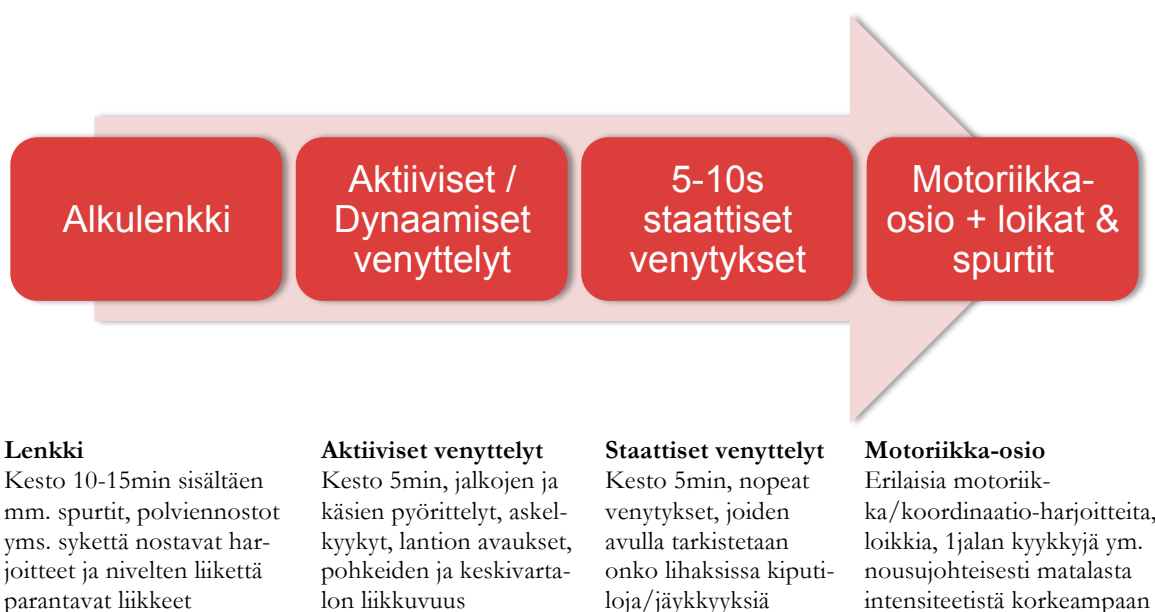 Alkulenkki
Aktiiviset /
Dynaamiset
venyttelyt
5-10s
staattiset
venytykset
Motoriikka-
osio + loikat &
spurtit
Lenkki
Kesto 10-15min sisältäen
mm. spurtit, polviennostot
yms. sykettä nostavat har-
joitteet ja nivelten liikettä
parantavat liikkeet
Aktiiviset venyttelyt
Kesto 5min, jalkojen ja
käsien pyörittelyt, askel-
kyykyt, lantion avaukset,
pohkeiden ja keskivarta-
lon liikkuvuus
Staattiset venyttelyt
Kesto 5min, nopeat
venytykset, joiden
avulla tarkistetaan
onko lihaksissa kiputi-
loja/jäykkyyksiä
Motoriikka-osio
Erilaisia motoriik-
ka/koordinaatio-harjoitteita,
loikkia, 1jalan kyykkyjä ym.
nousujohteisesti matalasta
intensiteetistä korkeampaan